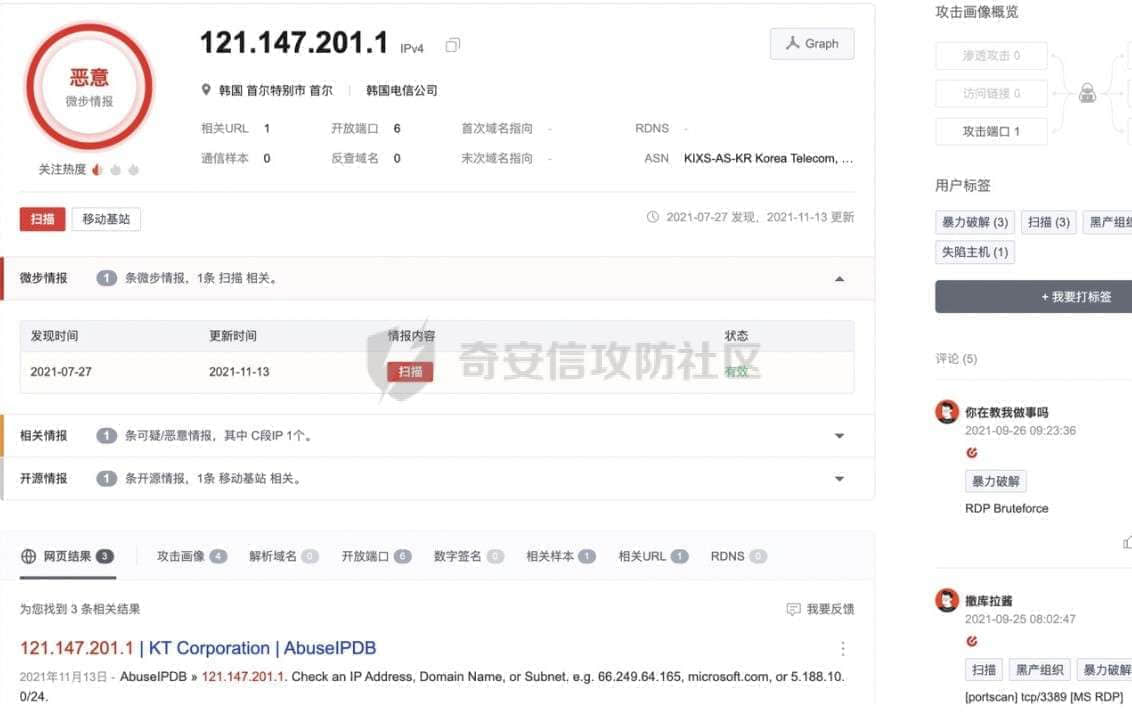 恶意
微步情报
关注热度
121.147.201.1 IPv4
Graph
韩国 首尔特别市 首尔 | 韩国电信公司
相关URL 1 开放端口 6 首次域名指向 - RDNS -
通信样本 0 反查域名 0 末次域名指向 - ASN KIXS-AS-KR Korea Telecom, ...
扫描 移动基站
2021-07-27 发现，2021-11-13 更新
微步情报 1 条微步情报，1条 扫描 相关。
发现时间 更新时间 情报内容 状态
2021-07-27 2021-11-13 扫描 有效
奇安信攻防社区
相关情报 1 条可疑/恶意情报，其中 C段IP 1个。
开源情报 1 条开源情报，1条 移动基站 相关。
网页结果 3 攻击画像 4 解析域名 0 开放端口 6 数字签名 0 相关样本 1 相关URL 1 RDNS 0
为您找到 3 条相关结果
我要反馈
121.147.201.1 | KT Corporation | AbuseIPDB
2021年11月13日 - AbuseIPDB » 121.147.201.1. Check an IP Address, Domain Name, or Subnet. e.g. 66.249.64.165, microsoft.com, or 5.188.10.
0/24.
攻击画像概览
渗透攻击 0
访问链接 0
攻击端口 1
用户标签
暴力破解 (3) 扫描 (3) 黑产组
失陷主机 (1)
+ 我要打标签
评论 (5)
你在教我做事吗
2021-09-26 09:23:36
暴力破解
RDP Bruteforce
撒库拉酱
2021-09-25 08:02:47
扫描 黑产组织 暴力破解
[portscan] tcp/3389 [MS RDP]